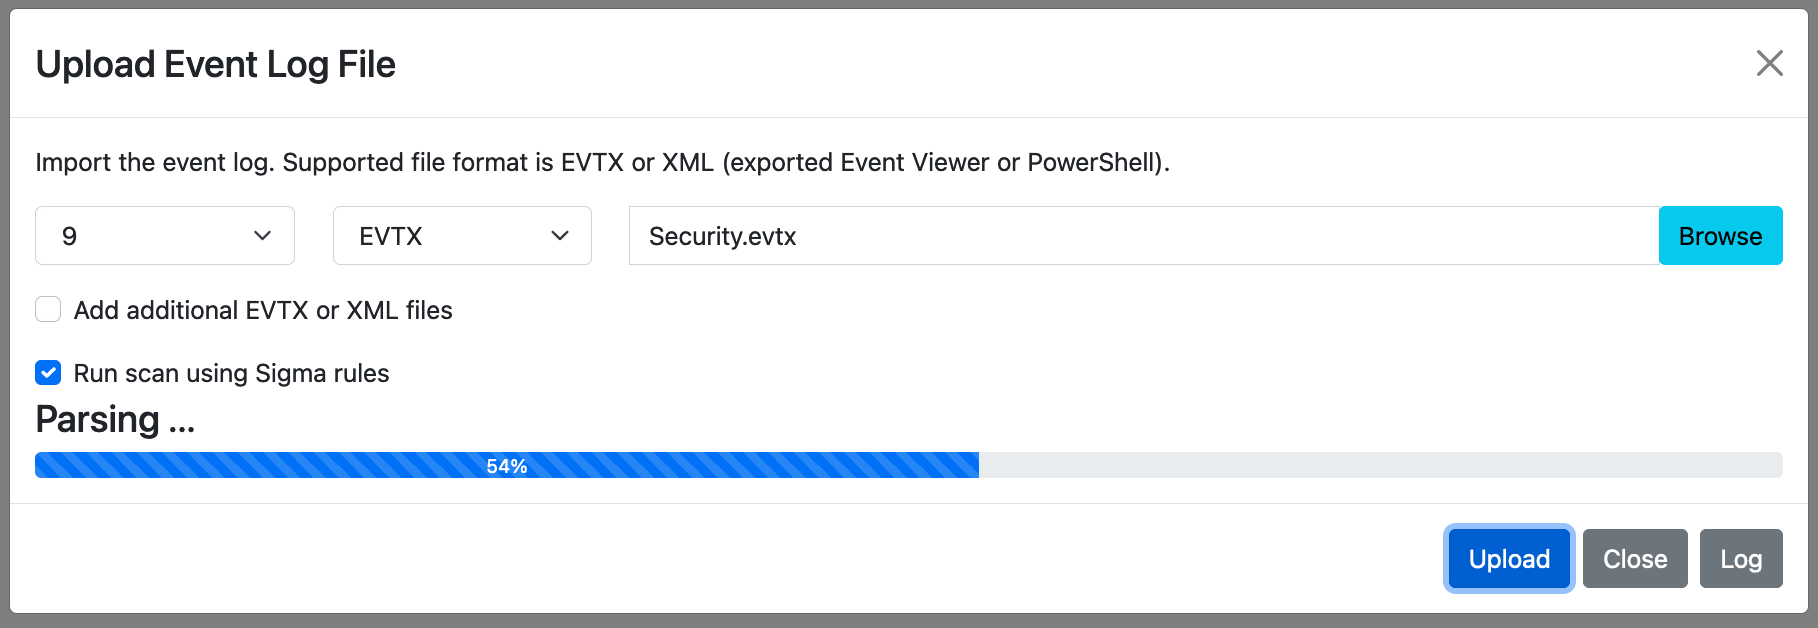 Upload Event Log File
Import the event log. Supported file format is EVTX or XML (exported Event Viewer or PowerShell).
9 EVTX Security.evtx Browse
Add additional EVTX or XML files
Run scan using Sigma rules
Parsing ...
54%
Upload Close Log